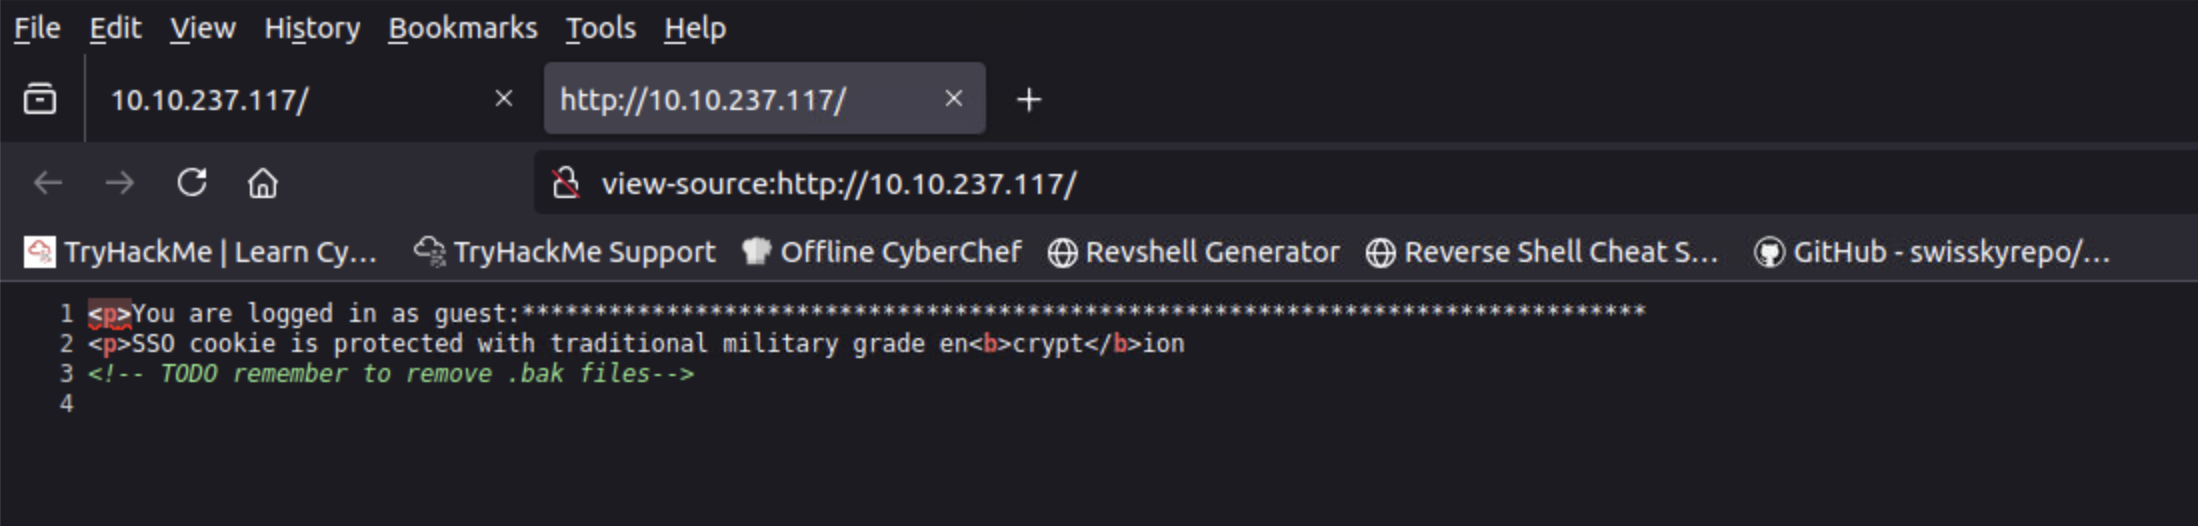 File Edit View History Bookmarks Tools Help
10.10.237.117/ http://10.10.237.117/
view-source:http://10.10.237.117/
TryHackMe | Learn Cy... TryHackMe Support Offline CyberChef Revshell Generator Reverse Shell Cheat S... GitHub - swisskyrepo/...
1 <p>You are logged in as guest:******************************************************************************
2 <p>SSO cookie is protected with traditional military grade en<b>crypt</b>ion
3 <!-- TODO remember to remove .bak files-->
4